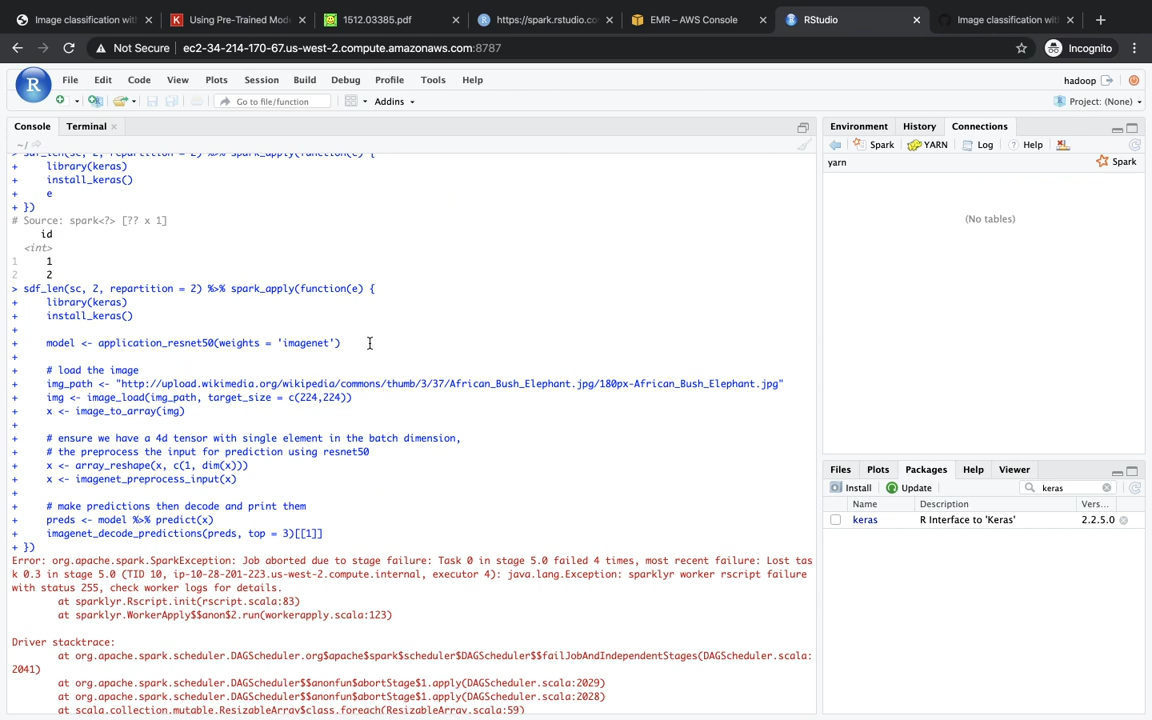 Image classification with
Using Pre-Trained Mode
1512.03385.pdf
https://spark.rstudio.co
EMR – AWS Console
RStudio
Image classification with
Not Secure
ec2-34-214-170-67.us-west-2.compute.amazonaws.com:8787
Incognito
File Edit Code View Plots Session Build Debug Profile Tools Help
hadoop
Go to file/function
Addins
Project: (None)
Console Terminal
~/
> sdf_len(sc, 2, repartition = 2) %>% spark_apply(function(e) {
+ library(keras)
+ install_keras()
+ e
+ })
# Source: spark<?> [?? x 1]
id
<int>
1 1
2 2
> sdf_len(sc, 2, repartition = 2) %>% spark_apply(function(e) {
+ library(keras)
+ install_keras()
+
+ model <- application_resnet50(weights = 'imagenet')
+
+ # load the image
+ img_path <- "http://upload.wikimedia.org/wikipedia/commons/thumb/3/37/African_Bush_Elephant.jpg/180px-African_Bush_Elephant.jpg"
+ img <- image_load(img_path, target_size = c(224,224))
+ x <- image_to_array(img)
+
+ # ensure we have a 4d tensor with single element in the batch dimension,
+ # the preprocess the input for prediction using resnet50
+ x <- array_reshape(x, c(1, dim(x)))
+ x <- imagenet_preprocess_input(x)
+
+ # make predictions then decode and print them
+ preds <- model %>% predict(x)
+ imagenet_decode_predictions(preds, top = 3)[[1]]
+ })
Error: org.apache.spark.SparkException: Job aborted due to stage failure: Task 0 in stage 5.0 failed 4 times, most recent failure: Lost tas
k 0.3 in stage 5.0 (TID 10, ip-10-28-201-223.us-west-2.compute.internal, executor 4): java.lang.Exception: sparklyr worker rscript failure
with status 255, check worker logs for details.
at sparklyr.Rscript.init(rscript.scala:83)
at sparklyr.WorkerApply$$anon$2.run(workerapply.scala:123)
Driver stacktrace:
at org.apache.spark.scheduler.DAGScheduler.org$apache$spark$scheduler$DAGScheduler$$failJobAndIndependentStages(DAGScheduler.scala:
2041)
at org.apache.spark.scheduler.DAGScheduler$$anonfun$abortStage$1.apply(DAGScheduler.scala:2029)
at org.apache.spark.scheduler.DAGScheduler$$anonfun$abortStage$1.apply(DAGScheduler.scala:2028)
at scala.collection.mutable.ResizableArray$class.foreach(ResizableArray.scala:59)
Environment History Connections
Spark YARN Log Help
yarn
Spark
(No tables)
Files Plots Packages Help Viewer
Install Update keras
Name Description Vers...
keras R Interface to 'Keras' 2.2.5.0